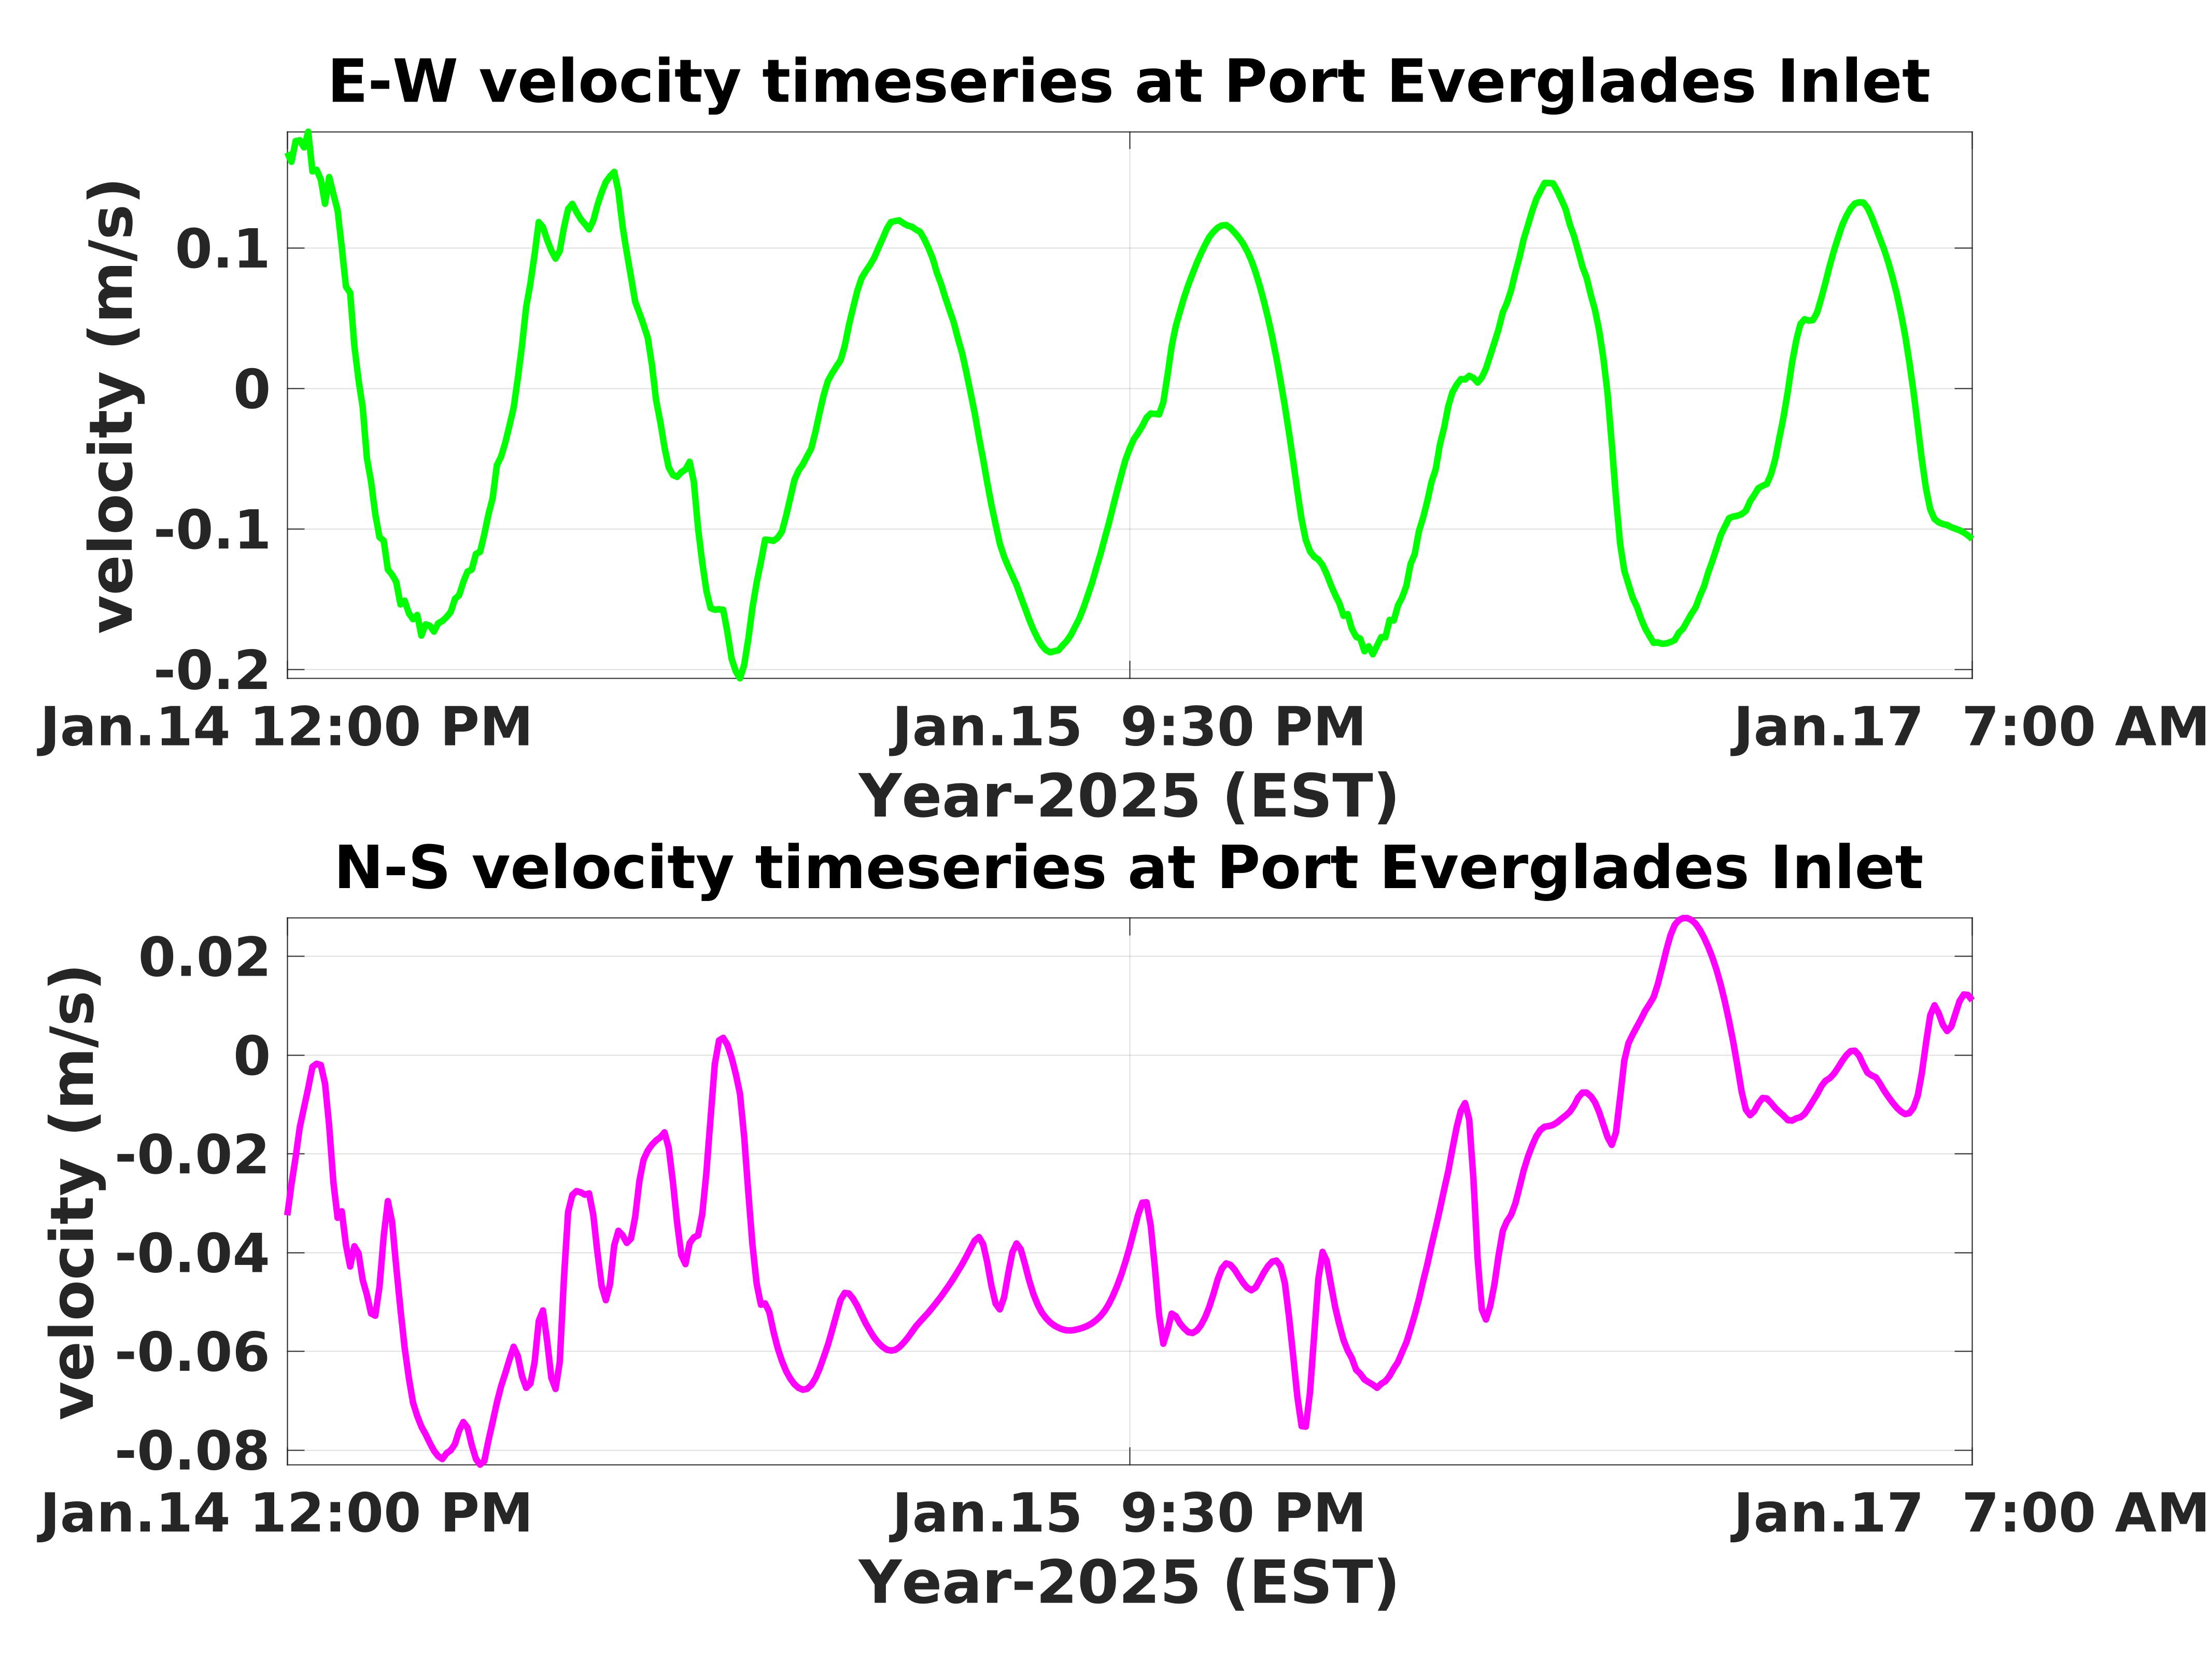 E-W velocity timeseries at Port Everglades Inlet
velocity (m/s)
0.1
0
-0.1
-0.2
Jan.14 12:00 PM Jan.15  9:30 PM Jan.17  7:00 AM
Year-2025 (EST)
N-S velocity timeseries at Port Everglades Inlet
velocity (m/s)
0.02
0
-0.02
-0.04
-0.06
-0.08
Jan.14 12:00 PM Jan.15  9:30 PM Jan.17  7:00 AM
Year-2025 (EST)